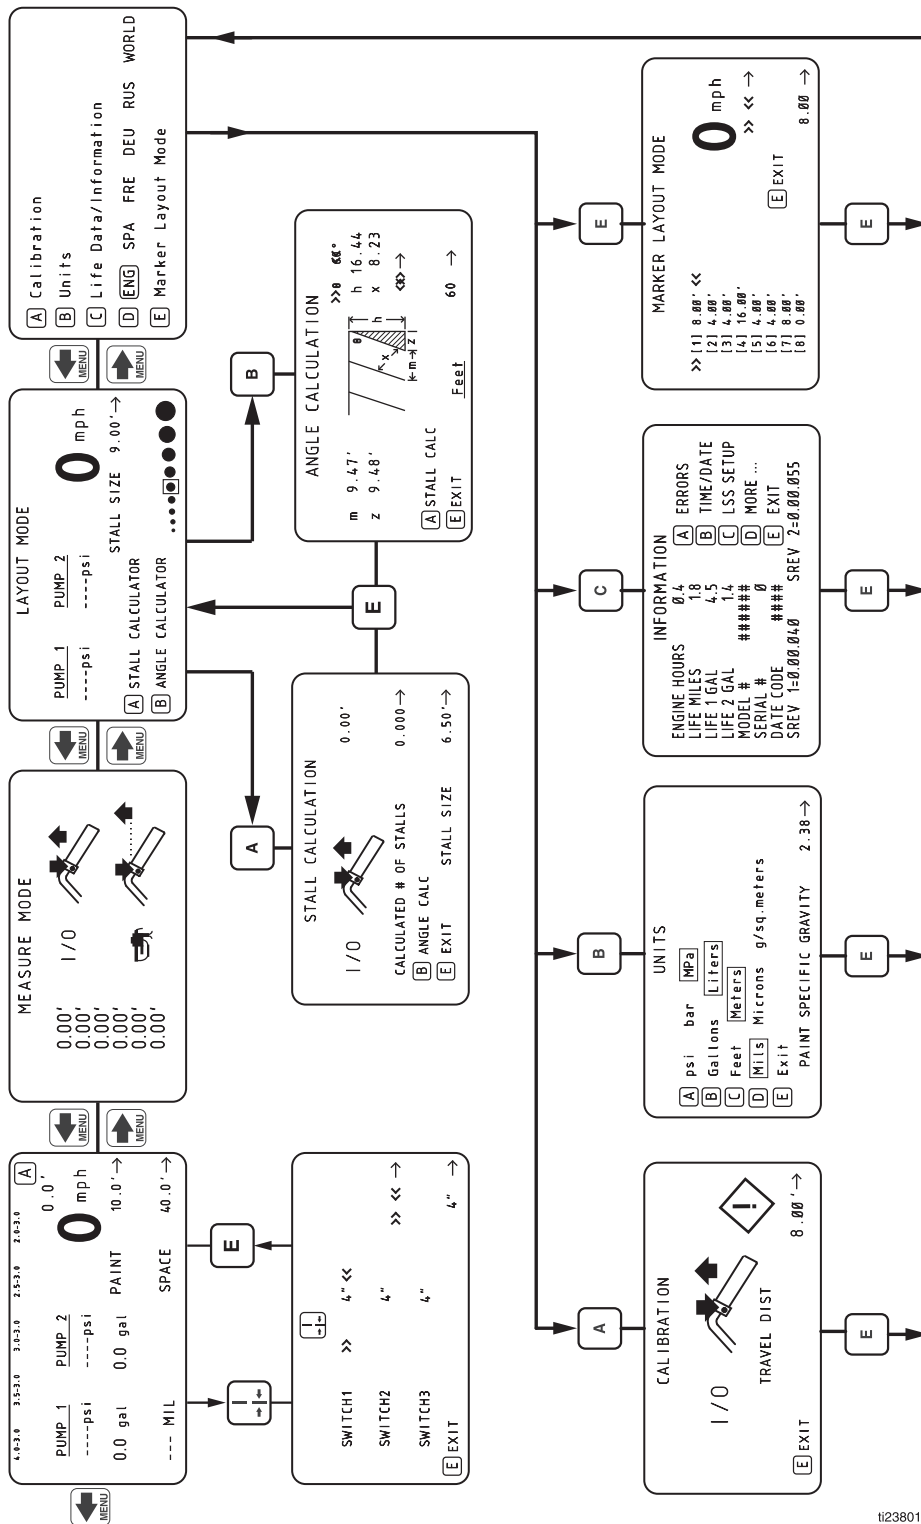 MENU
4.0-3.0 3.5-3.0 3.0-3.0 2.5-3.0 2.0-3.0
A
0.0'
PUMP 1 PUMP 2 0 mph
----psi ----psi
0.0 gal 0.0 gal PAINT 10.0'→
--- MIL SPACE 40.0'→
MENU
MENU
MEASURE MODE
0.00'
0.00'
0.00'
0.00'
0.00'
0.00'
I/O
MENU
MENU
LAYOUT MODE
PUMP 1 PUMP 2 0 mph
----psi ----psi
STALL SIZE 9.00'→
A STALL CALCULATOR
B ANGLE CALCULATOR
MENU
MENU
A Calibration
B Units
C Life Data/Information
D ENG SPA FRE DEU RUS WORLD
E Marker Layout Mode
E
SWITCH1 >> 4" <<
SWITCH2 4" >> << →
SWITCH3 4"
E EXIT 4" →
A
STALL CALCULATION
I/O 0.00'
CALCULATED # OF STALLS 0.000→
B ANGLE CALC
E EXIT STALL SIZE 6.50'→
E
B
ANGLE CALCULATION
m 9.47'
z 9.48'
θ
h
x
m
z
h 16.44
x 8.23
A STALL CALC
E EXIT Feet 60 →
A
CALIBRATION
I/O
!
TRAVEL DIST
E EXIT 8.00'→
E
B
UNITS
A psi bar MPa
B Gallons Liters
C Feet Meters
D Mils Microns g/sq.meters
E Exit
PAINT SPECIFIC GRAVITY 2.38→
E
C
INFORMATION
ENGINE HOURS 0.4 A ERRORS
LIFE MILES 1.8 B TIME/DATE
LIFE 1 GAL 4.5 C LSS SETUP
LIFE 2 GAL 1.4 D MORE...
MODEL # ###### E EXIT
SERIAL # 0
DATE CODE ####
SREV 1=0.00.040 SREV 2=0.00.055
E
E
MARKER LAYOUT MODE
>> [1] 8.00' <<
[2] 4.00'
[3] 4.00'
[4] 16.00'
[5] 4.00'
[6] 4.00'
[7] 8.00'
[8] 0.00'
0 mph
>> << →
E EXIT
8.00 →
E
ti23801